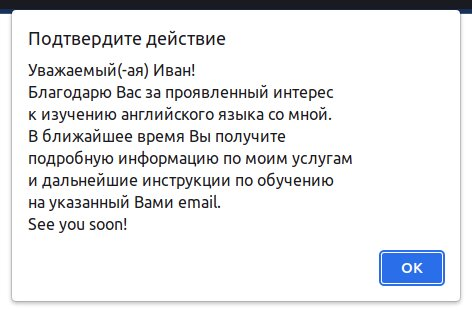 Подтвердите действие
Уважаемый(-ая) Иван!
Благодарю Вас за проявленный интерес
к изучению английского языка со мной.
В ближайшее время Вы получите
подробную информацию по моим услугам
и дальнейшие инструкции по обучению
на указанный Вами email.
See you soon!
OK